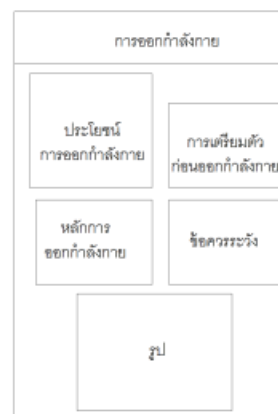 การออกกำลังกาย
ประโยชน์
การออกกำลังกาย
การเตรียมตัว
ก่อนออกกำลังกาย
หลักการ
ออกกำลังกาย
ข้อควรระวัง
รูป